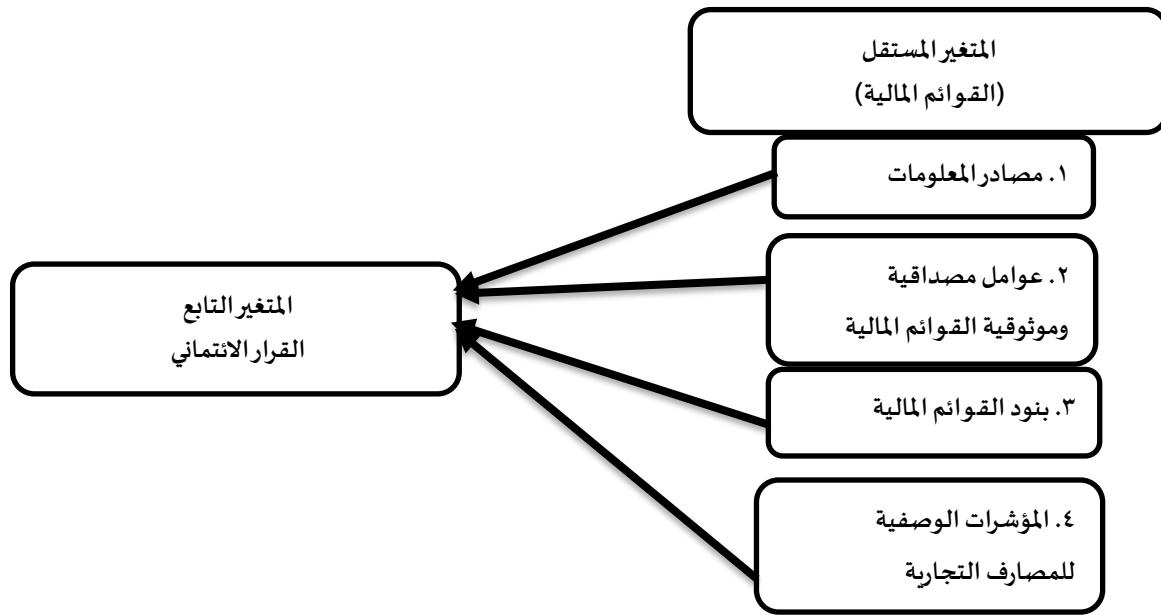 المتغير المستقل
(القوائم المالية)
١. مصادر المعلومات
٢. عوامل مصداقية
وموثوقية القوائم المالية
٣. بنود القوائم المالية
٤. المؤشرات الوصفية
للمصارف التجارية
المتغير التابع
القرار الائتماني